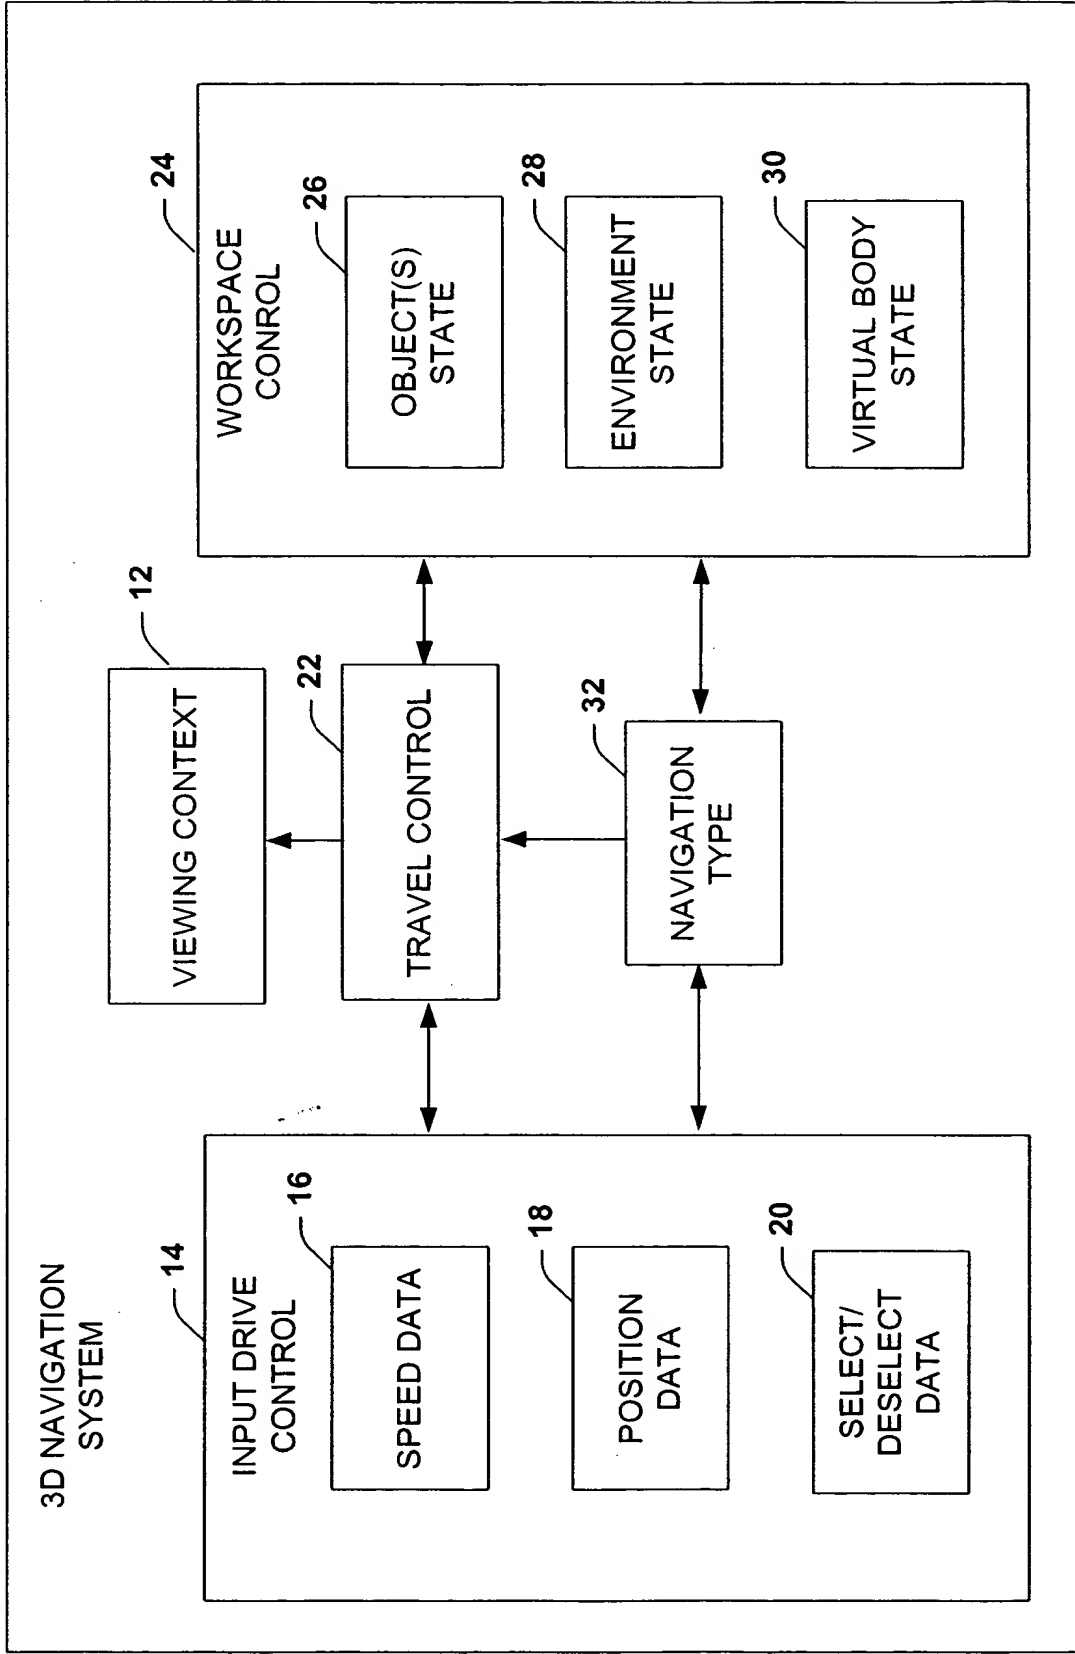 3D NAVIGATION
SYSTEM
14
INPUT DRIVE
CONTROL
16
SPEED DATA
18
POSITION
DATA
20
SELECT/
DESELECT
DATA
12
VIEWING CONTEXT
22
TRAVEL CONTROL
32
NAVIGATION
TYPE
24
WORKSPACE
CONROL
26
OBJECT(S)
STATE
28
ENVIRONMENT
STATE
30
VIRTUAL BODY
STATE